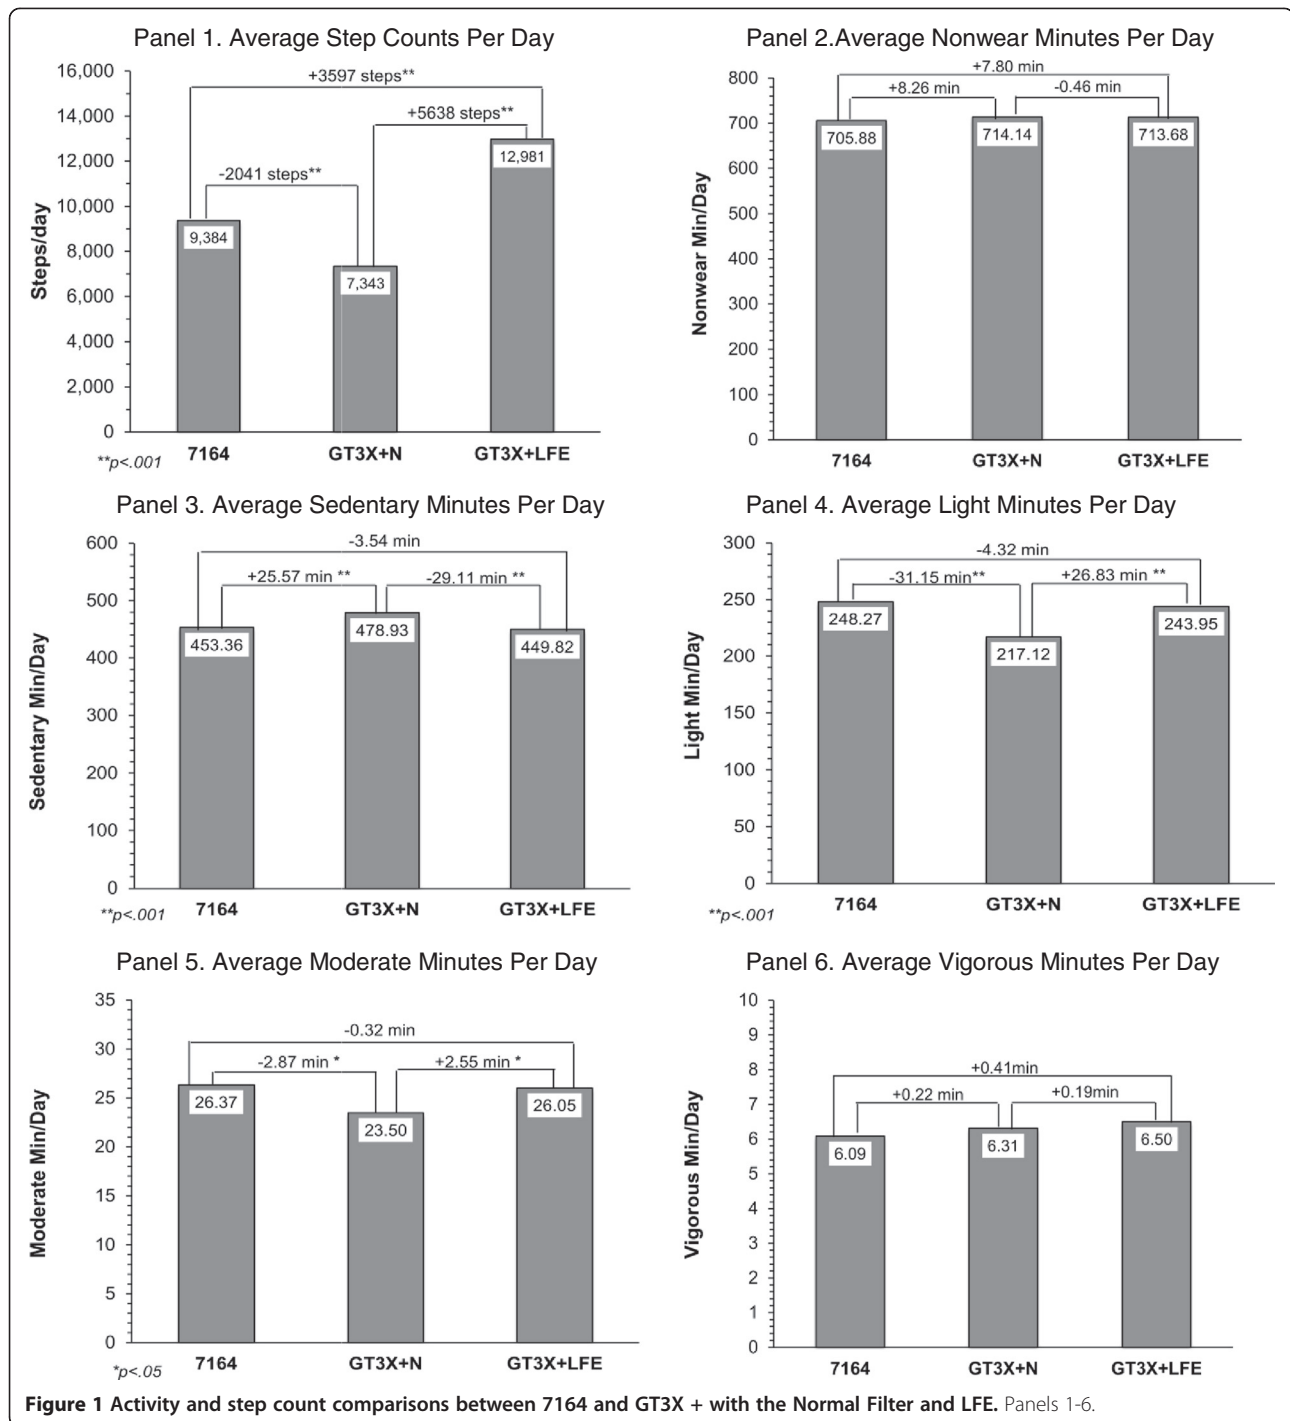 Panel 1. Average Step Counts Per Day
16,000
14,000
12,000
10,000
8,000
6,000
4,000
2,000
0
Steps/day
+3597 steps**
+5638 steps**
-2041 steps**
9,384
7,343
12,981
7164
GT3X+N
GT3X+LFE
**p<.001
Panel 2.Average Nonwear Minutes Per Day
800
700
600
500
400
300
200
100
0
Nonwear Min/Day
+7.80 min
+8.26 min
-0.46 min
705.88
714.14
713.68
7164
GT3X+N
GT3X+LFE
Panel 3. Average Sedentary Minutes Per Day
600
500
400
300
200
100
0
Sedentary Min/Day
-3.54 min
+25.57 min **
-29.11 min **
453.36
478.93
449.82
7164
GT3X+N
GT3X+LFE
**p<.001
Panel 4. Average Light Minutes Per Day
300
250
200
150
100
50
0
Light Min/Day
-4.32 min
-31.15 min**
+26.83 min **
248.27
217.12
243.95
7164
GT3X+N
GT3X+LFE
**p<.001
Panel 5. Average Moderate Minutes Per Day
35
30
25
20
15
10
5
0
Moderate Min/Day
-0.32 min
-2.87 min *
+2.55 min *
26.37
23.50
26.05
7164
GT3X+N
GT3X+LFE
*p<.05
Panel 6. Average Vigorous Minutes Per Day
10
9
8
7
6
5
4
3
2
1
0
Vigorous Min/Day
+0.41min
+0.22 min
+0.19min
6.09
6.31
6.50
7164
GT3X+N
GT3X+LFE
Figure 1 Activity and step count comparisons between 7164 and GT3X + with the Normal Filter and LFE. Panels 1-6.